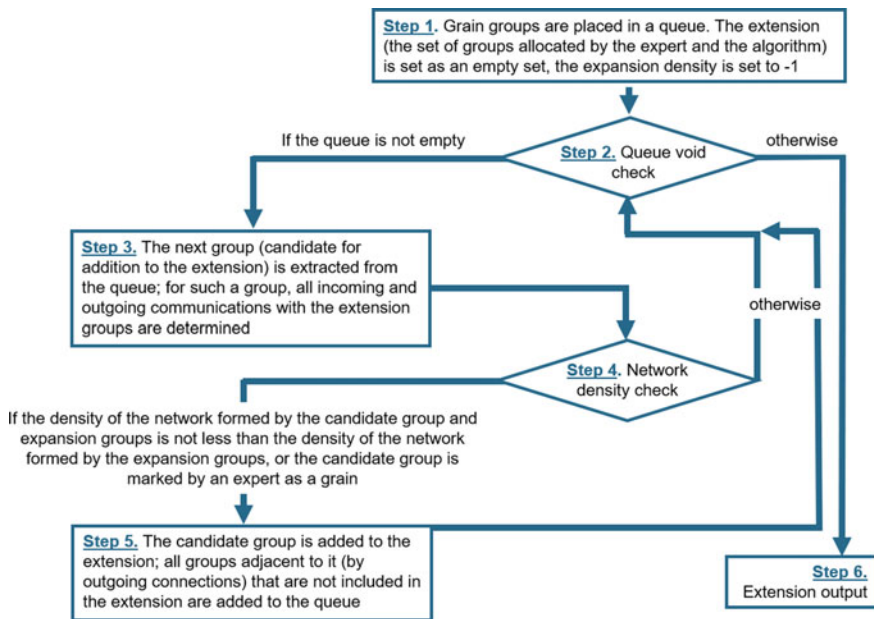 Step 1. Grain groups are placed in a queue. The extension
(the set of groups allocated by the expert and the algorithm)
is set as an empty set, the expansion density is set to -1
If the queue is not empty
otherwise
Step 2. Queue void
check
Step 3. The next group (candidate for
addition to the extension) is extracted from
the queue; for such a group, all incoming and
outgoing communications with the extension
groups are determined
otherwise
Step 4. Network
density check
If the density of the network formed by the candidate group and
expansion groups is not less than the density of the network
formed by the expansion groups, or the candidate group is
marked by an expert as a grain
Step 5. The candidate group is added to the
extension; all groups adjacent to it (by
outgoing connections) that are not included in
the extension are added to the queue
Step 6.
Extension output